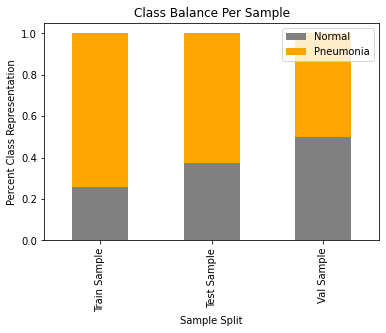 Class Balance Per Sample
Percent Class Representation
1.0
0.8
0.6
0.4
0.2
0.0
Normal
Pneumonia
Train Sample
Test Sample
Val Sample
Sample Split